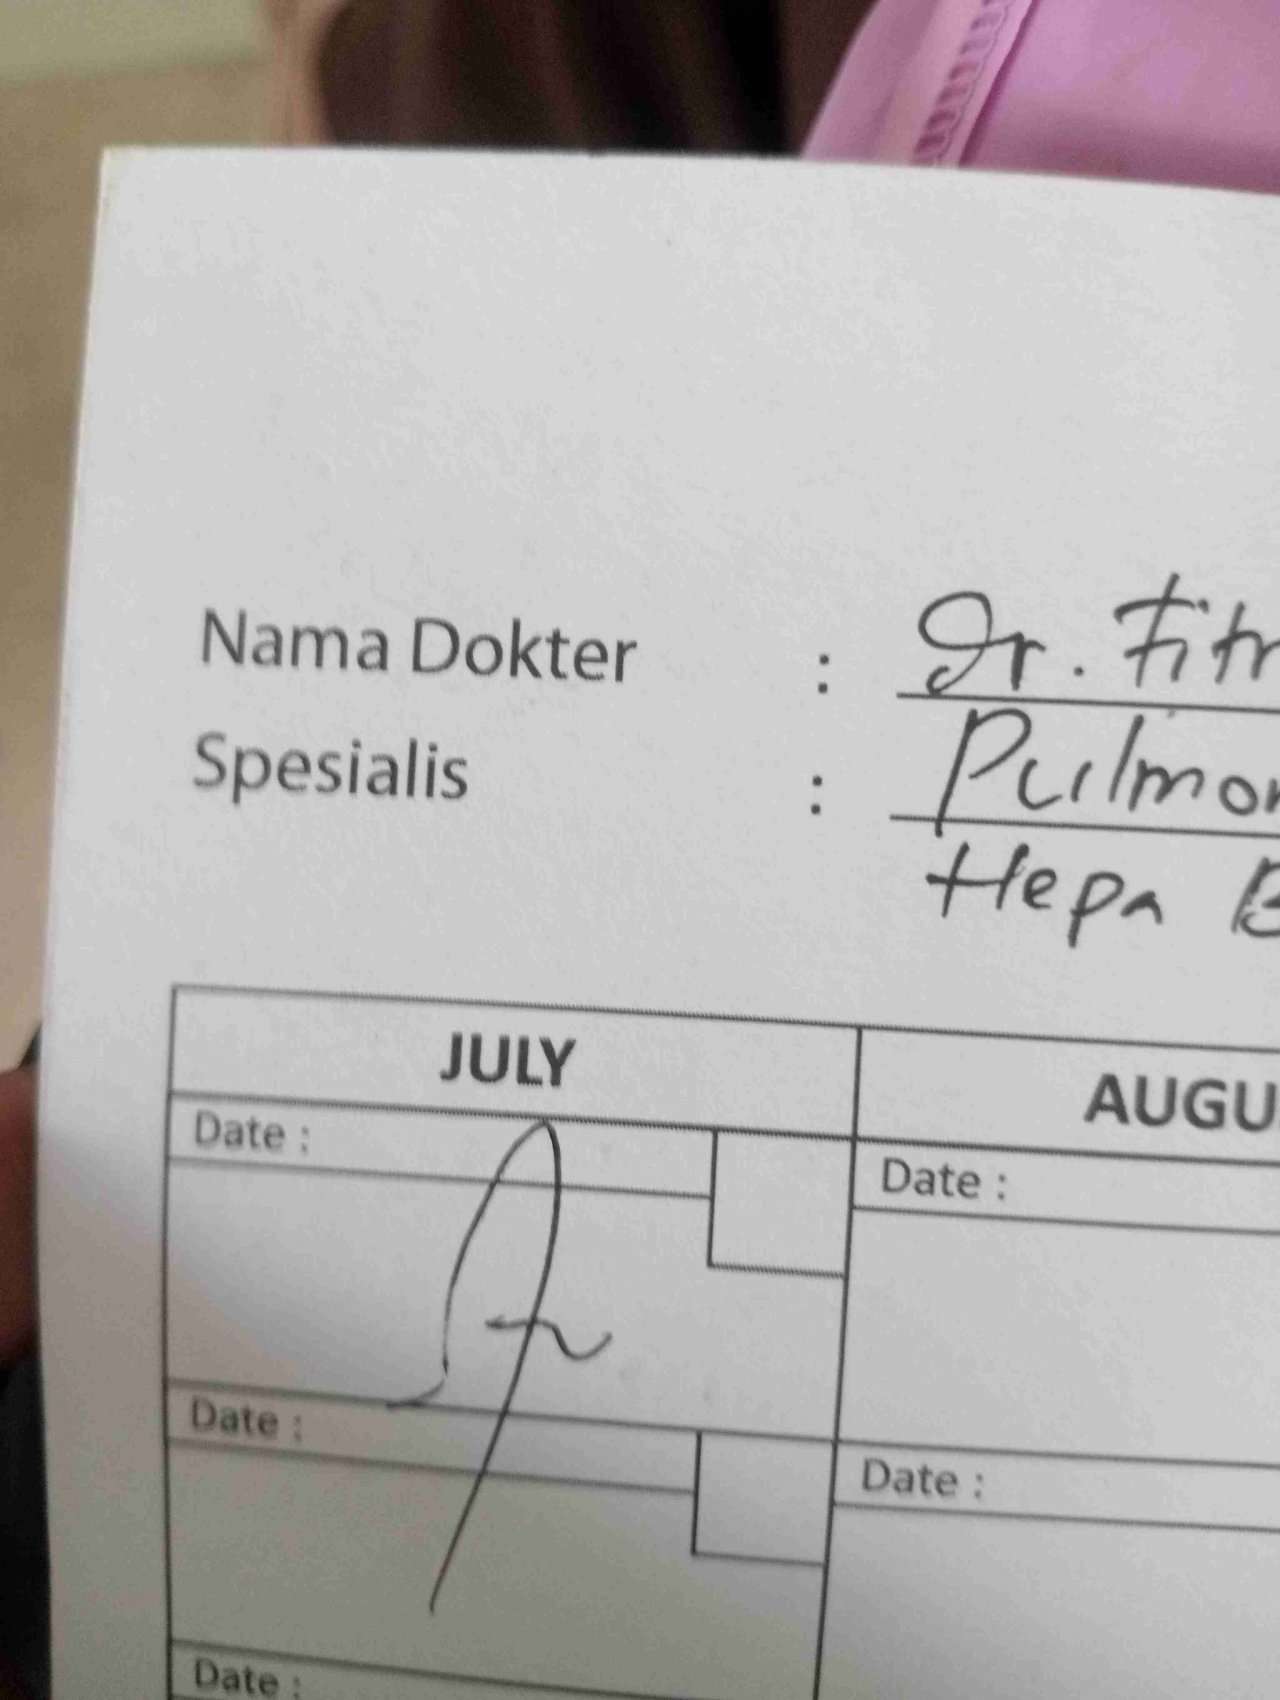 Nama Dokter : Dr. Fitr
Spesialis : Pulmon
Hepa B
JULY AUGU
Date : Date :
Date : Date :
Date :